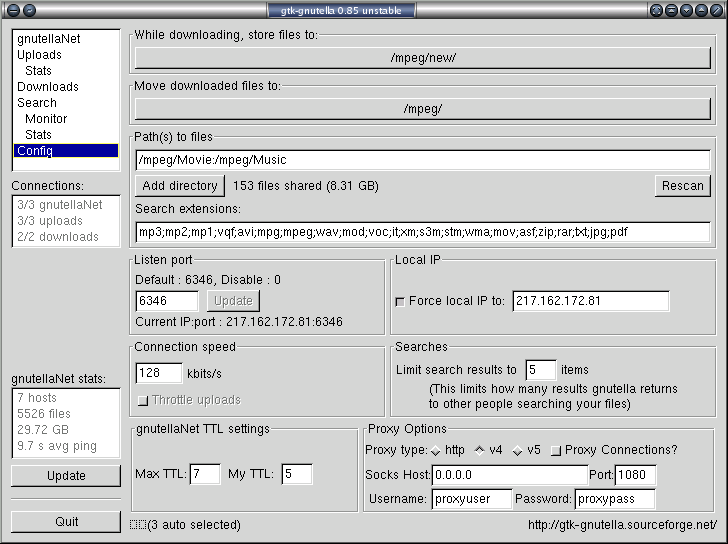 gtk-gnutella 0.85 unstable
gnutellaNet
Uploads
Stats
Downloads
Search
Monitor
Stats
Config
Connections:
3/3 gnutellaNet
3/3 uploads
2/2 downloads
gnutellaNet stats:
7 hosts
5526 files
29.72 GB
9.7 s avg ping
Update
Quit
While downloading, store files to:
/mpeg/new/
Move downloaded files to:
/mpeg/
Path(s) to files
/mpeg/Movie:/mpeg/Music
Add directory 153 files shared (8.31 GB) Rescan
Search extensions:
mp3;mp2;mp1;vqf;avi;mpg;mpeg;wav;mod;voc;it;xm;s3m;stm;wma;mov;asf;zip;rar;txt;jpg;pdf
Listen port
Default : 6346, Disable : 0
6346 Update
Current IP:port : 217.162.172.81:6346
Local IP
Force local IP to: 217.162.172.81
Connection speed
128 kbits/s
Throttle uploads
Searches
Limit search results to 5 items
(This limits how many results gnutella returns
to other people searching your files)
gnutellaNet TTL settings
Max TTL: 7 My TTL: 5
Proxy Options
Proxy type: http v4 v5 Proxy Connections?
Socks Host: 0.0.0.0 Port: 1080
Username: proxyuser Password: proxypass
(3 auto selected)
http://gtk-gnutella.sourceforge.net/